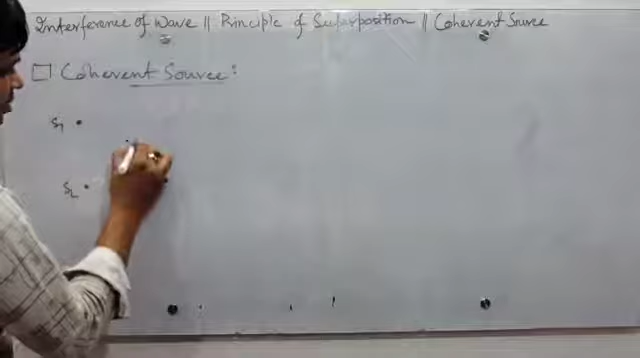 Interference of Wave || Principle of Superposition || Coherent Source
□ Coherent Source:
S1 •
S2 •